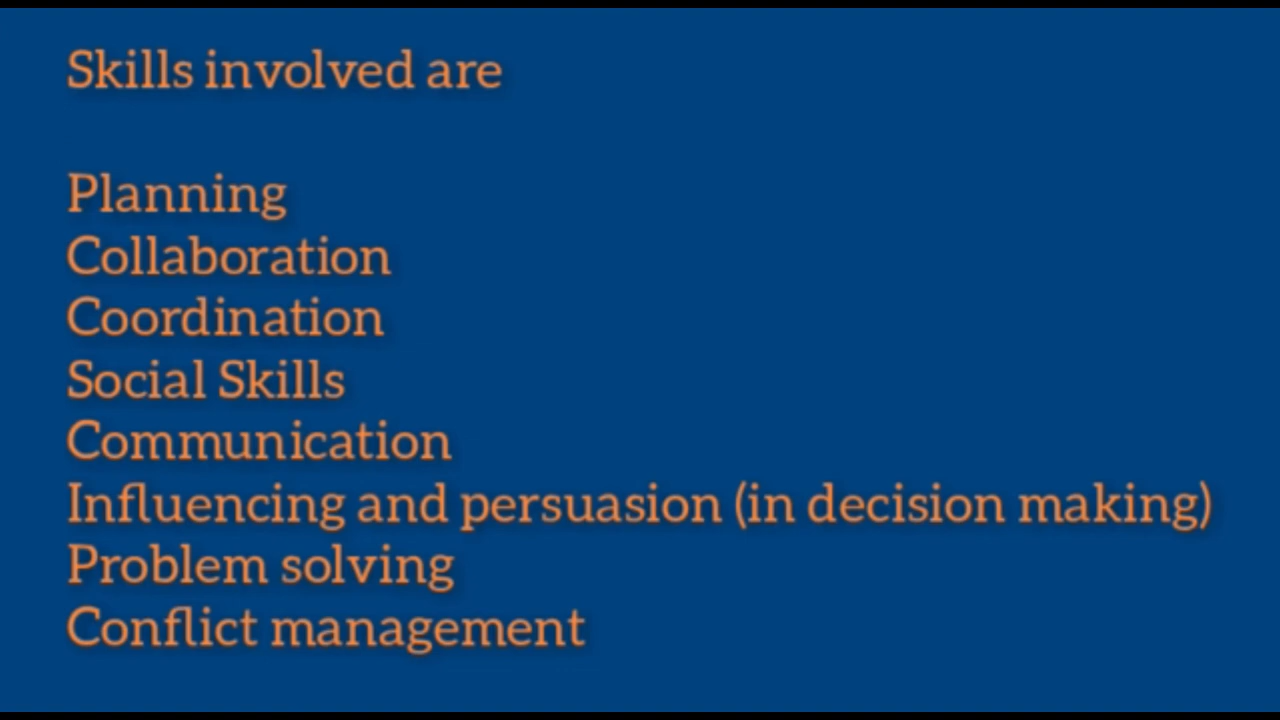 Skills involved are
Planning
Collaboration
Coordination
Social Skills
Communication
Influencing and persuasion (in decision making)
Problem solving
Conflict management